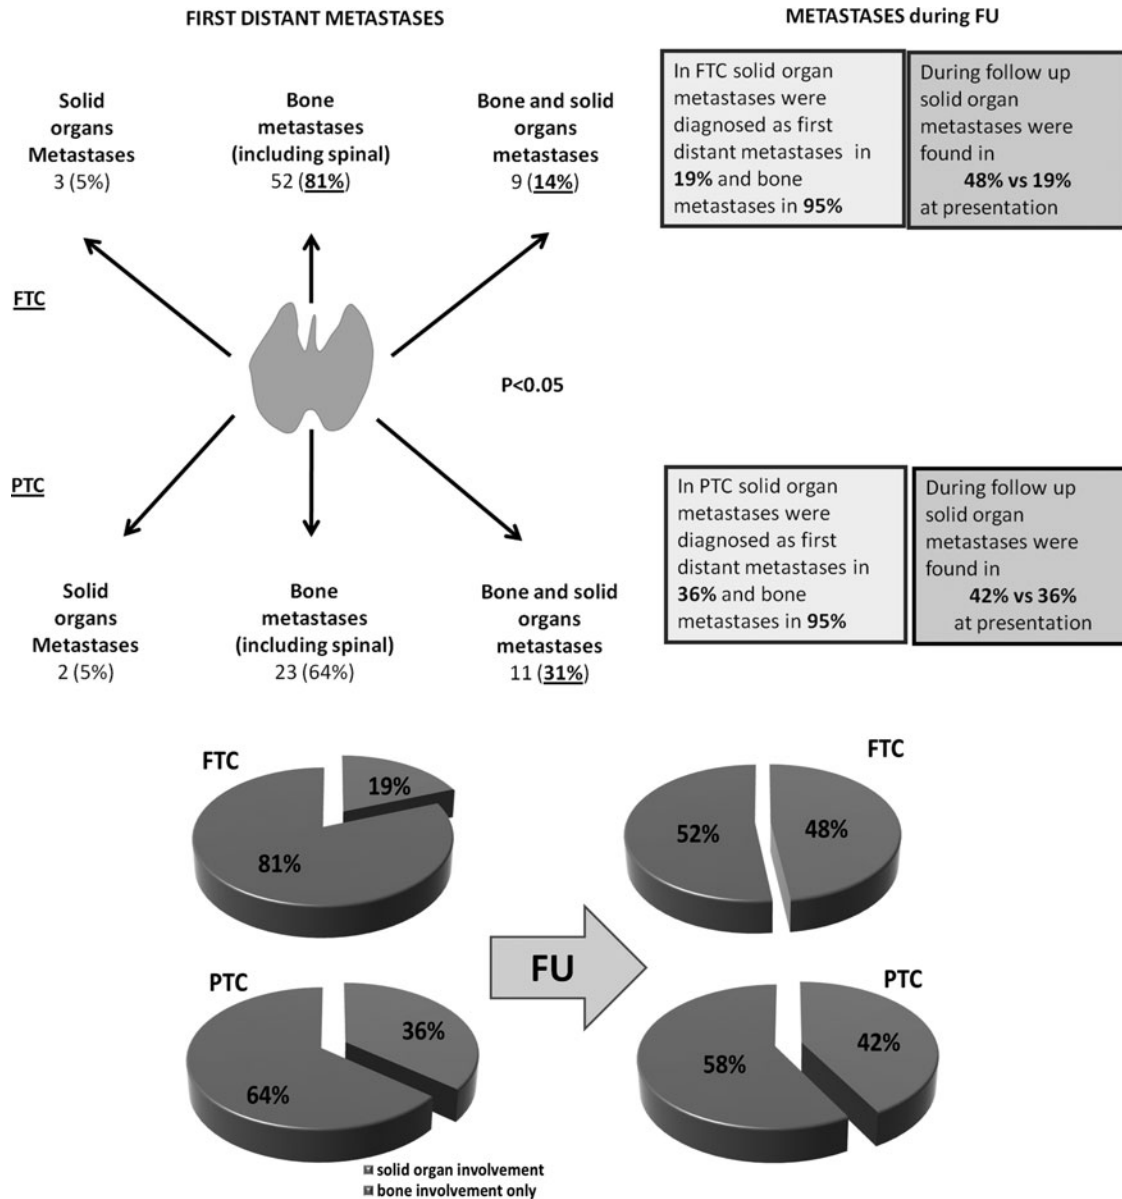 FIRST DISTANT METASTASES
METASTASES during FU
Solid
organs
Metastases
3 (5%)
Bone
metastases
(including spinal)
52 (81%)
Bone and solid
organs
metastases
9 (14%)
In FTC solid organ
metastases were
diagnosed as first
distant metastases in
19% and bone
metastases in 95%
During follow up
solid organ
metastases were
found in
48% vs 19%
at presentation
FTC
P<0.05
PTC
Solid
organs
Metastases
2 (5%)
Bone
metastases
(including spinal)
23 (64%)
Bone and solid
organs
metastases
11 (31%)
In PTC solid organ
metastases were
diagnosed as first
distant metastases in
36% and bone
metastases in 95%
During follow up
solid organ
metastases were
found in
42% vs 36%
at presentation
FTC
19%
81%
FTC
52%
48%
FU
PTC
36%
64%
PTC
58%
42%
solid organ involvement
bone involvement only